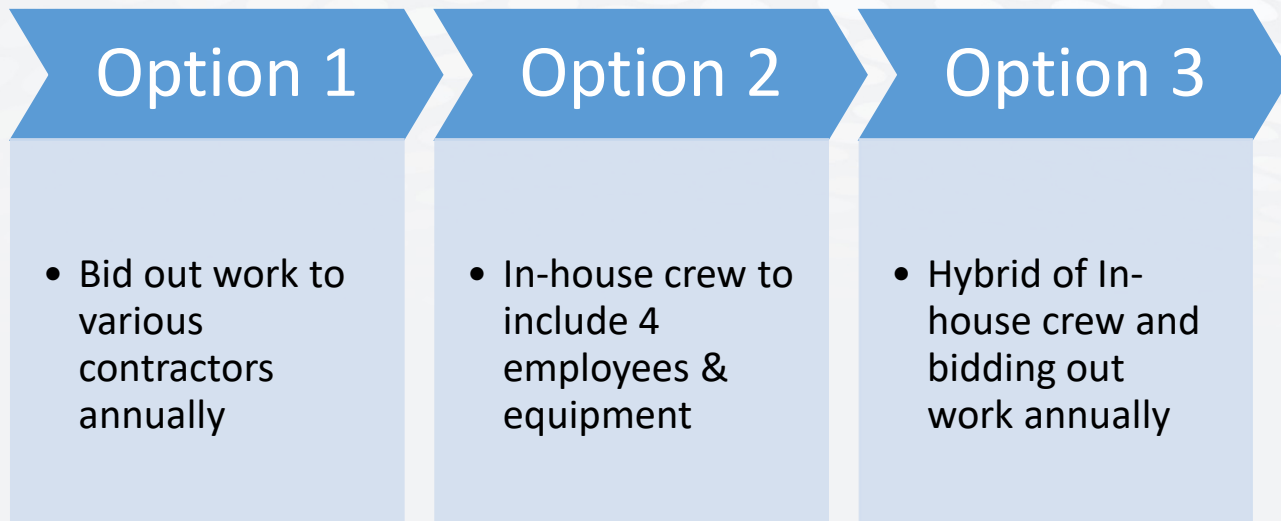 Option 1
• Bid out work to
various
contractors
annually
Option 2
• In-house crew to
include 4
employees &
equipment
Option 3
• Hybrid of In-
house crew and
bidding out
work annually